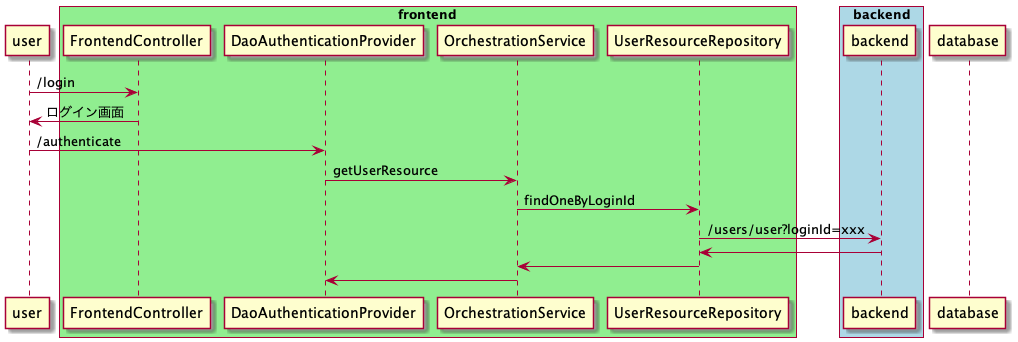 frontend
backend
user
FrontendController
DaoAuthenticationProvider
OrchestrationService
UserResourceRepository
backend
database
/login
ログイン画面
/authenticate
getUserResource
findOneByLoginId
/users/user?loginId=xxx
user
FrontendController
DaoAuthenticationProvider
OrchestrationService
UserResourceRepository
backend
database